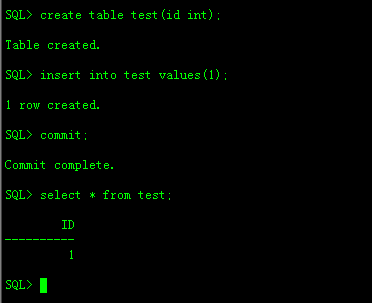 SQL> create table test(id int);
Table created.
SQL> insert into test values(1);
1 row created.
SQL> commit;
Commit complete.
SQL> select * from test;
ID
----------
1
SQL>